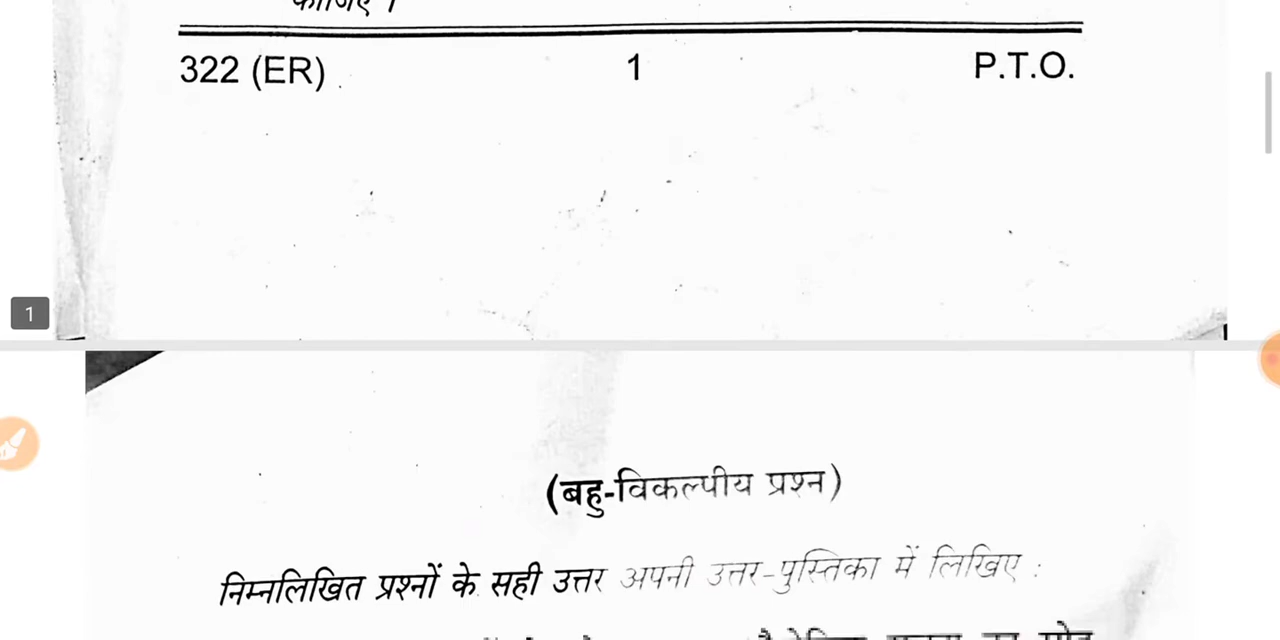 322 (ER)
1
P.T.O.
1
(बहु-विकल्पीय प्रश्न)
निम्नलिखित प्रश्नों के सही उत्तर अपनी उत्तर-पुस्तिका में लिखिए :